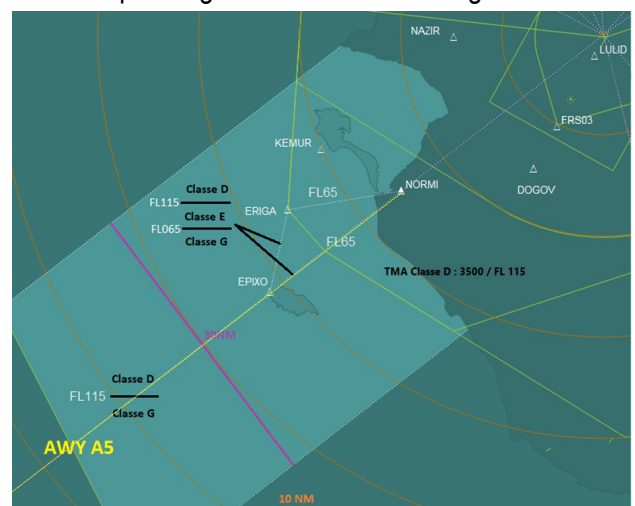 NAZIR
LULID
FRS03
KEMUR
DOGOV
NORMI
FL65
Classe D
FL115
Classe E
ERIGA
FL065
Classe G
FL65
TMA Classe D : 3500 / FL 115
EPIXO
30NM
Classe D
FL115
Classe G
AWY A5
10 NM